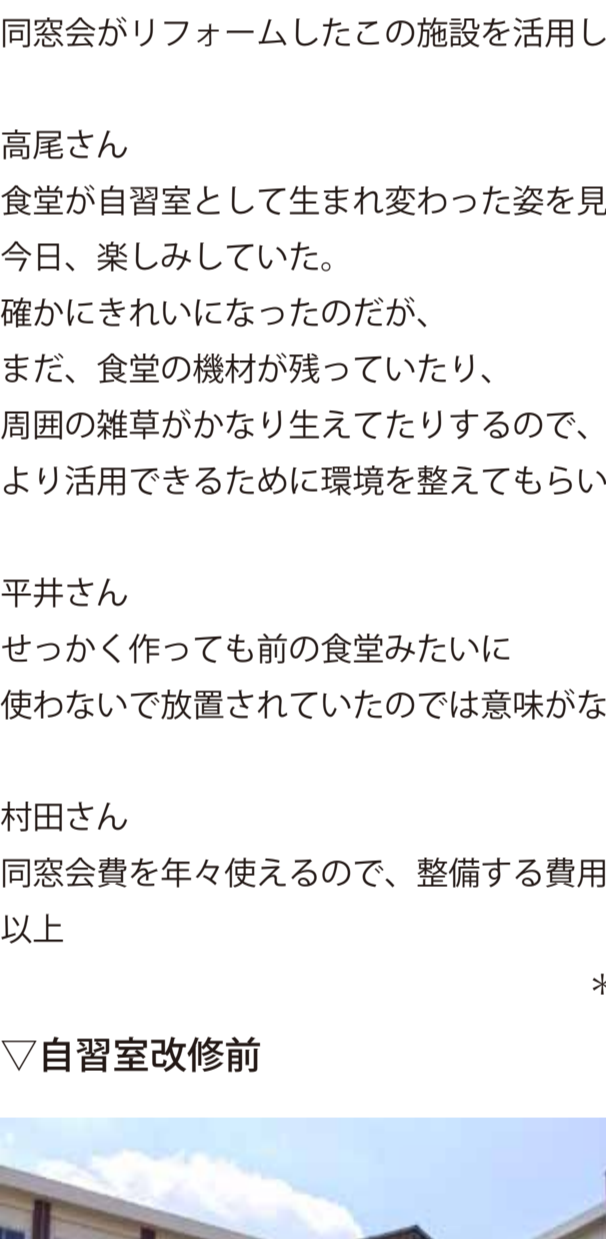 同窓会がリフォームしたこの施設を活用し
高尾さん
食堂が自習室として生まれ変わった姿を見
今日、楽しみしていた。
確かにきれいになったのだが、
まだ、食堂の機材が残っていたり、
周囲の雑草がかなり生えてたりするので、
より活用できるために環境を整えてもらい
平井さん
せっかく作っても前の食堂みたいに
使わないで放置されていたのでは意味がな
村田さん
同窓会費を年々使えるので、整備する費用
以上
*
▽自習室改修前